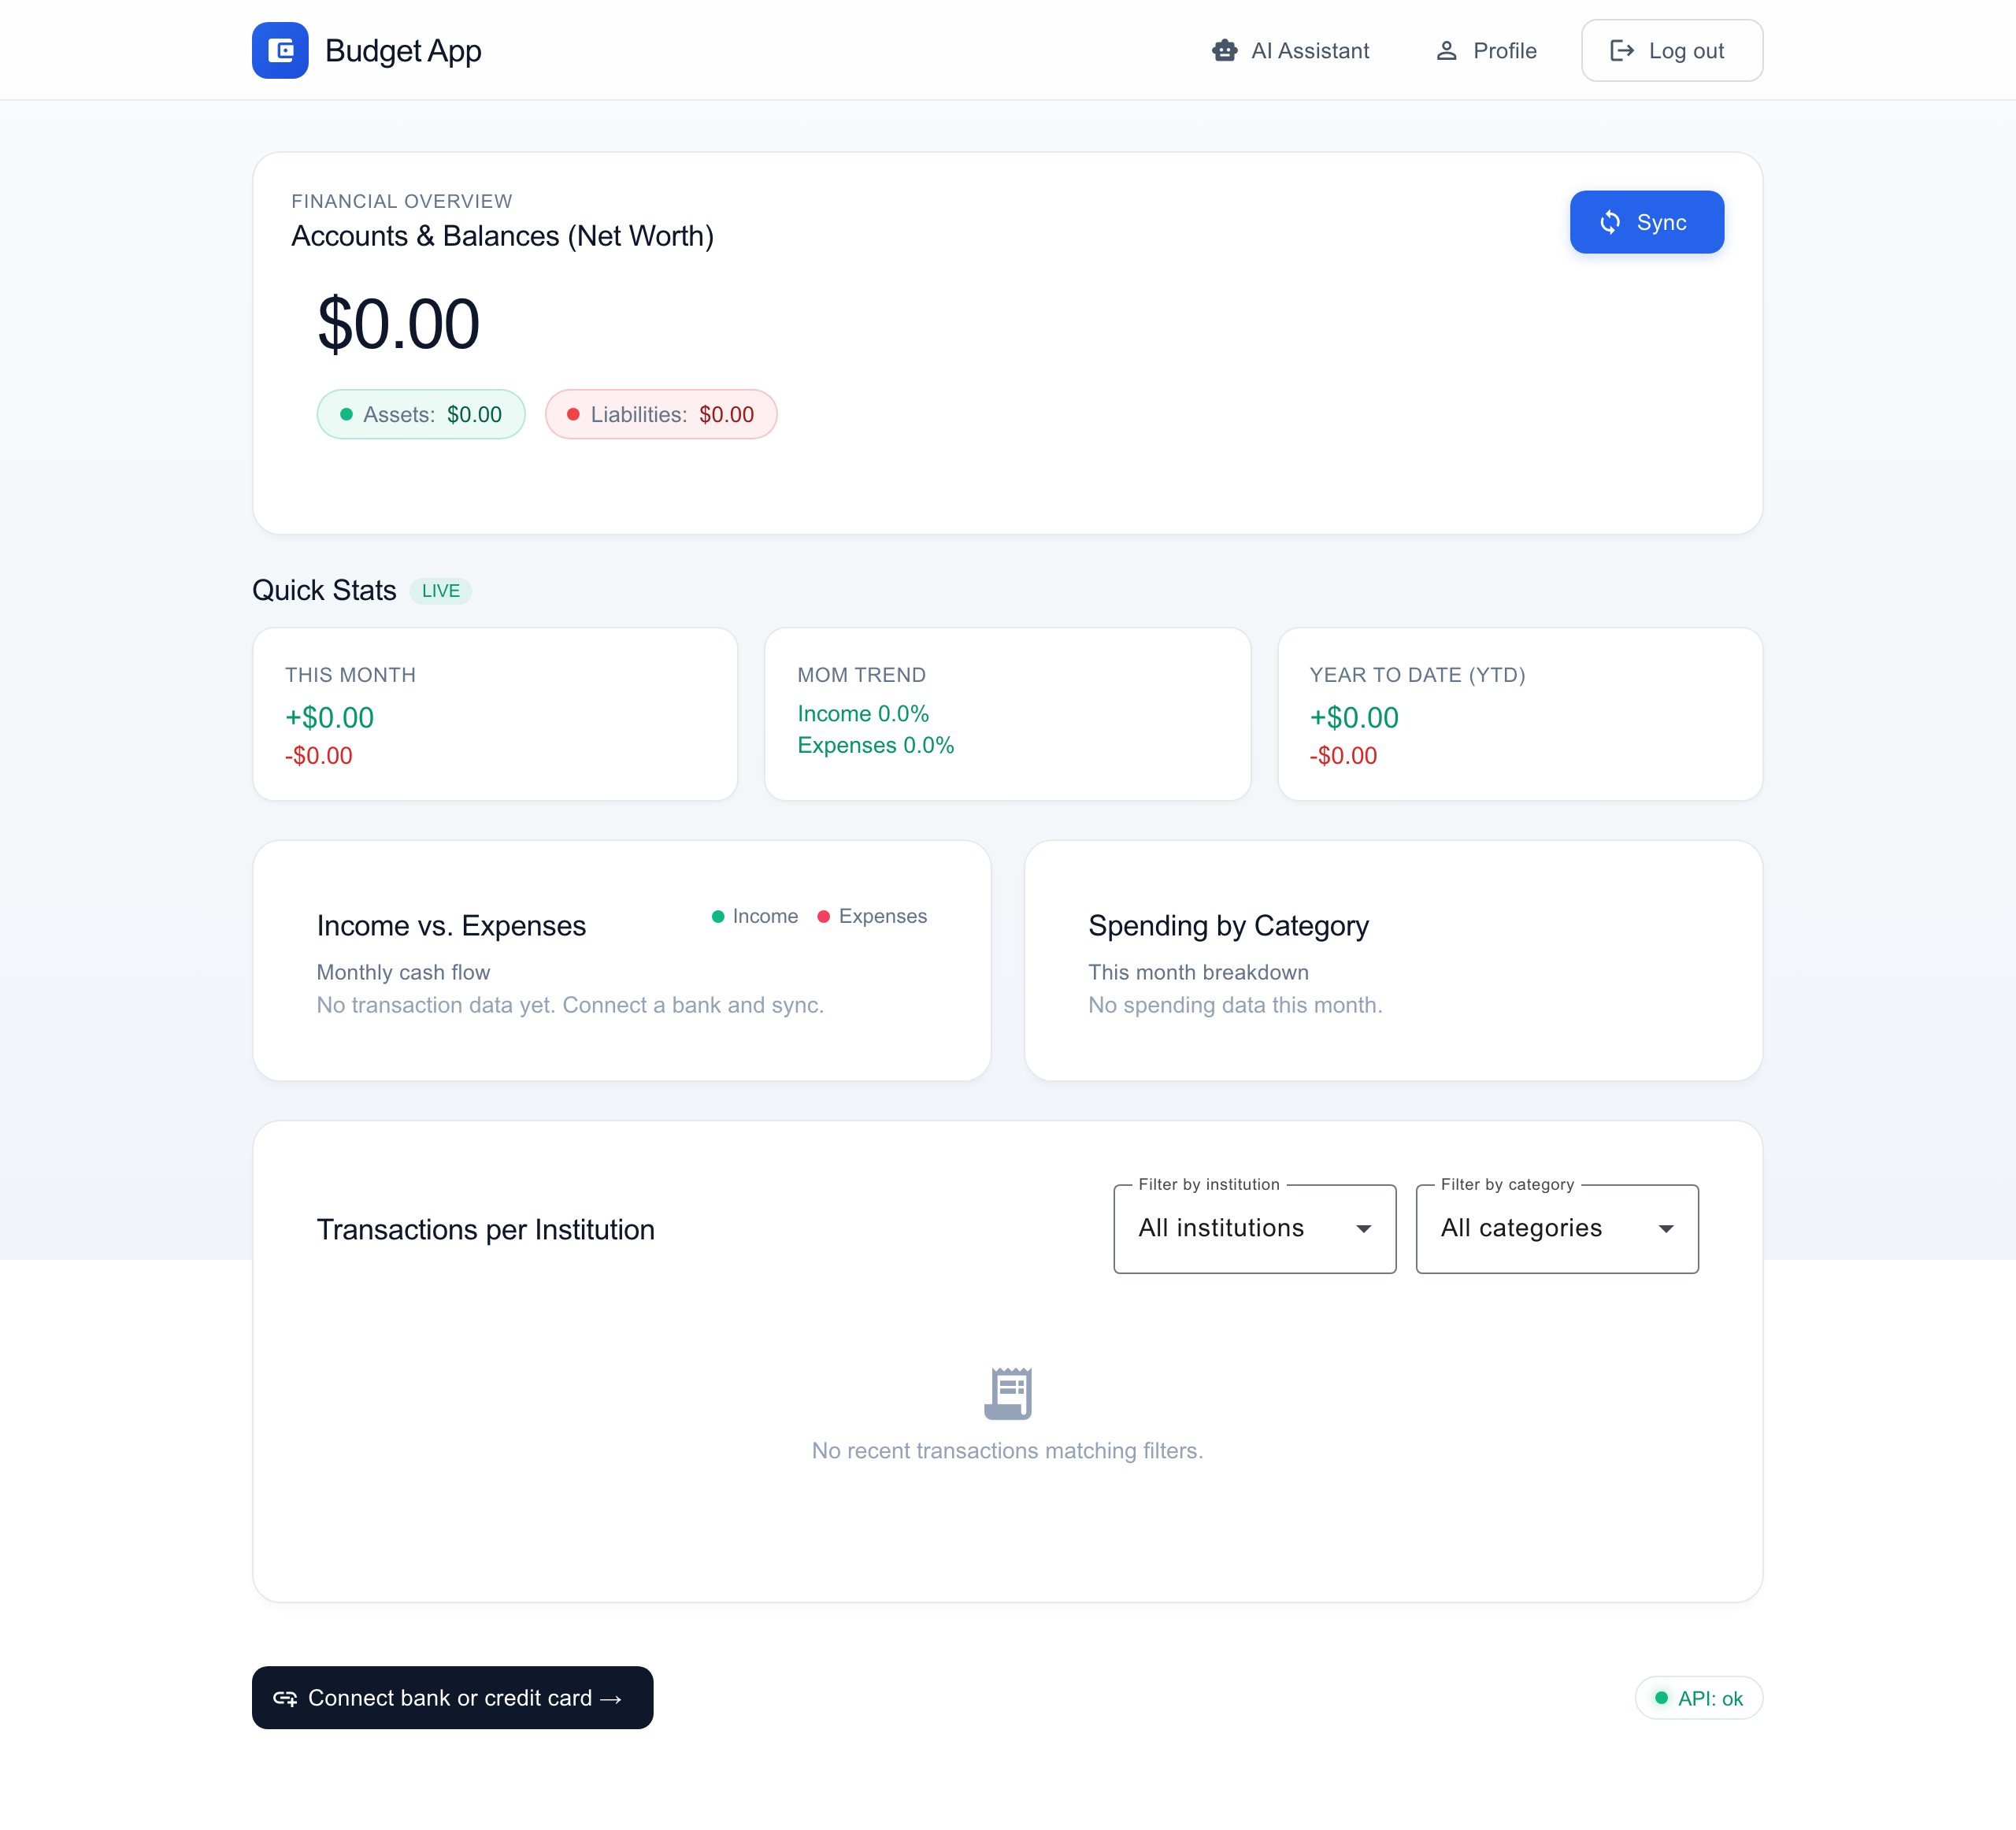 Budget App
AI Assistant
Profile
Log out
FINANCIAL OVERVIEW
Accounts & Balances (Net Worth)
Sync
$0.00
Assets: $0.00
Liabilities: $0.00
Quick Stats LIVE
THIS MONTH
+$0.00
-$0.00
MOM TREND
Income 0.0%
Expenses 0.0%
YEAR TO DATE (YTD)
+$0.00
-$0.00
Income vs. Expenses
Income
Expenses
Monthly cash flow
No transaction data yet. Connect a bank and sync.
Spending by Category
This month breakdown
No spending data this month.
Transactions per Institution
Filter by institution
All institutions
Filter by category
All categories
No recent transactions matching filters.
Connect bank or credit card →
API: ok